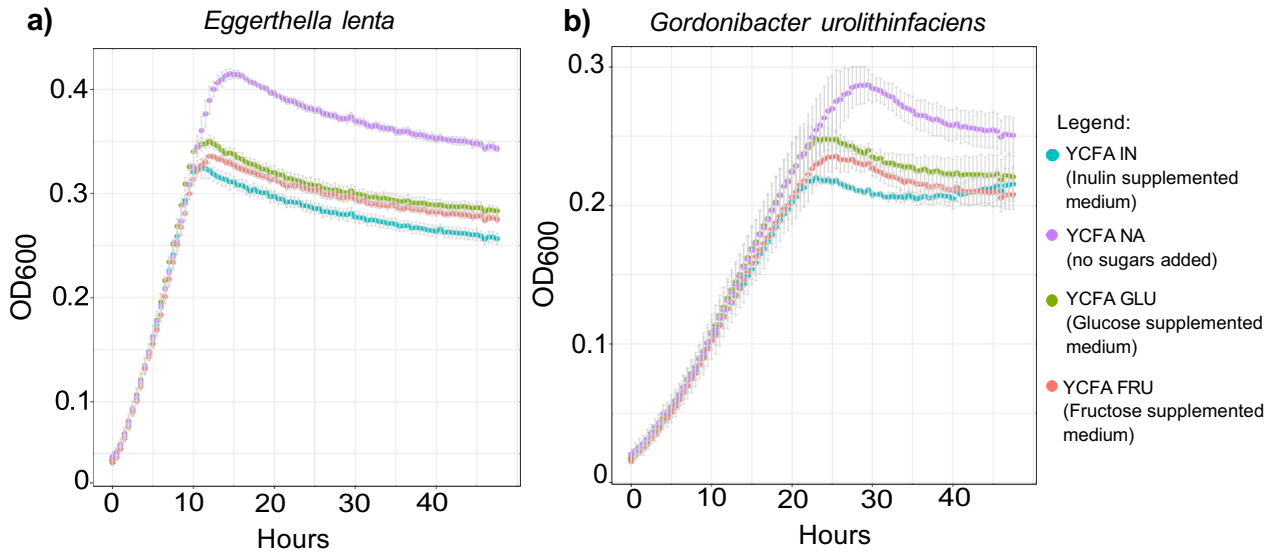 a)
Eggerthella lenta
0.4
0.3
0.2
0.1
0
OD600
0
10
20
30
40
Hours
b)
Gordonibacter urolithinfaciens
0.3
0.2
0.1
0
OD600
0
10
20
30
40
Hours
Legend:
YCFA IN
(Inulin supplemented
medium)
YCFA NA
(no sugars added)
YCFA GLU
(Glucose supplemented
medium)
YCFA FRU
(Fructose supplemented
medium)